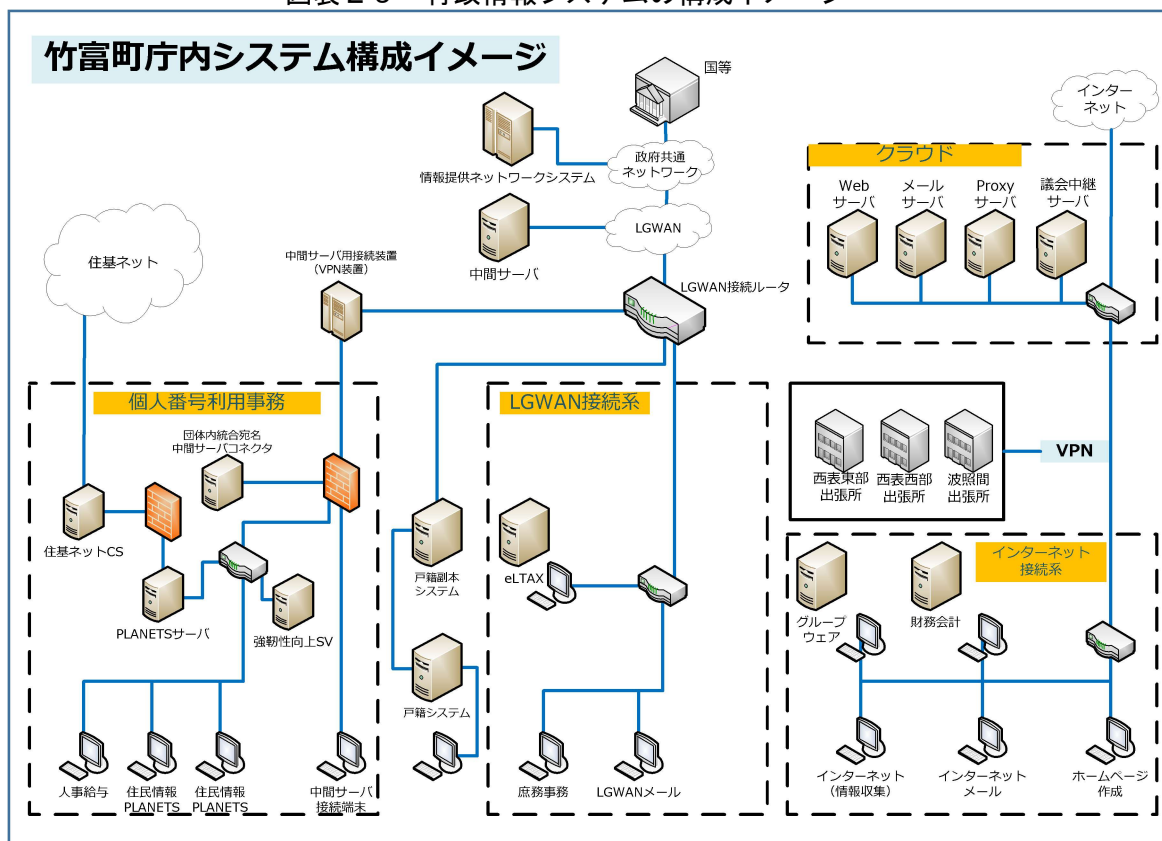 竹富町庁内システム構成イメージ
国等
インター
ネット
政府共通
ネットワーク
情報提供ネットワークシステム
クラウド
Web
サーバ
メール
サーバ
Proxy
サーバ
議会中継
サーバ
LGWAN
中間サーバ
住基ネット
中間サーバ用接続装置
(VPN装置)
LGWAN接続ルータ
個人番号利用事務
団体内統合宛名
中間サーバコネクタ
住基ネットCS
PLANETSサーバ
強靭性向上SV
人事給与
住民情報
PLANETS
住民情報
PLANETS
中間サーバ
接続端末
戸籍副本
システム
戸籍システム
LGWAN接続系
eLTAX
庶務事務
LGWANメール
西表東部
出張所
西表西部
出張所
波照間
出張所
VPN
インターネット
接続系
グループ
ウェア
財務会計
インターネット
(情報収集)
インターネット
メール
ホームページ
作成